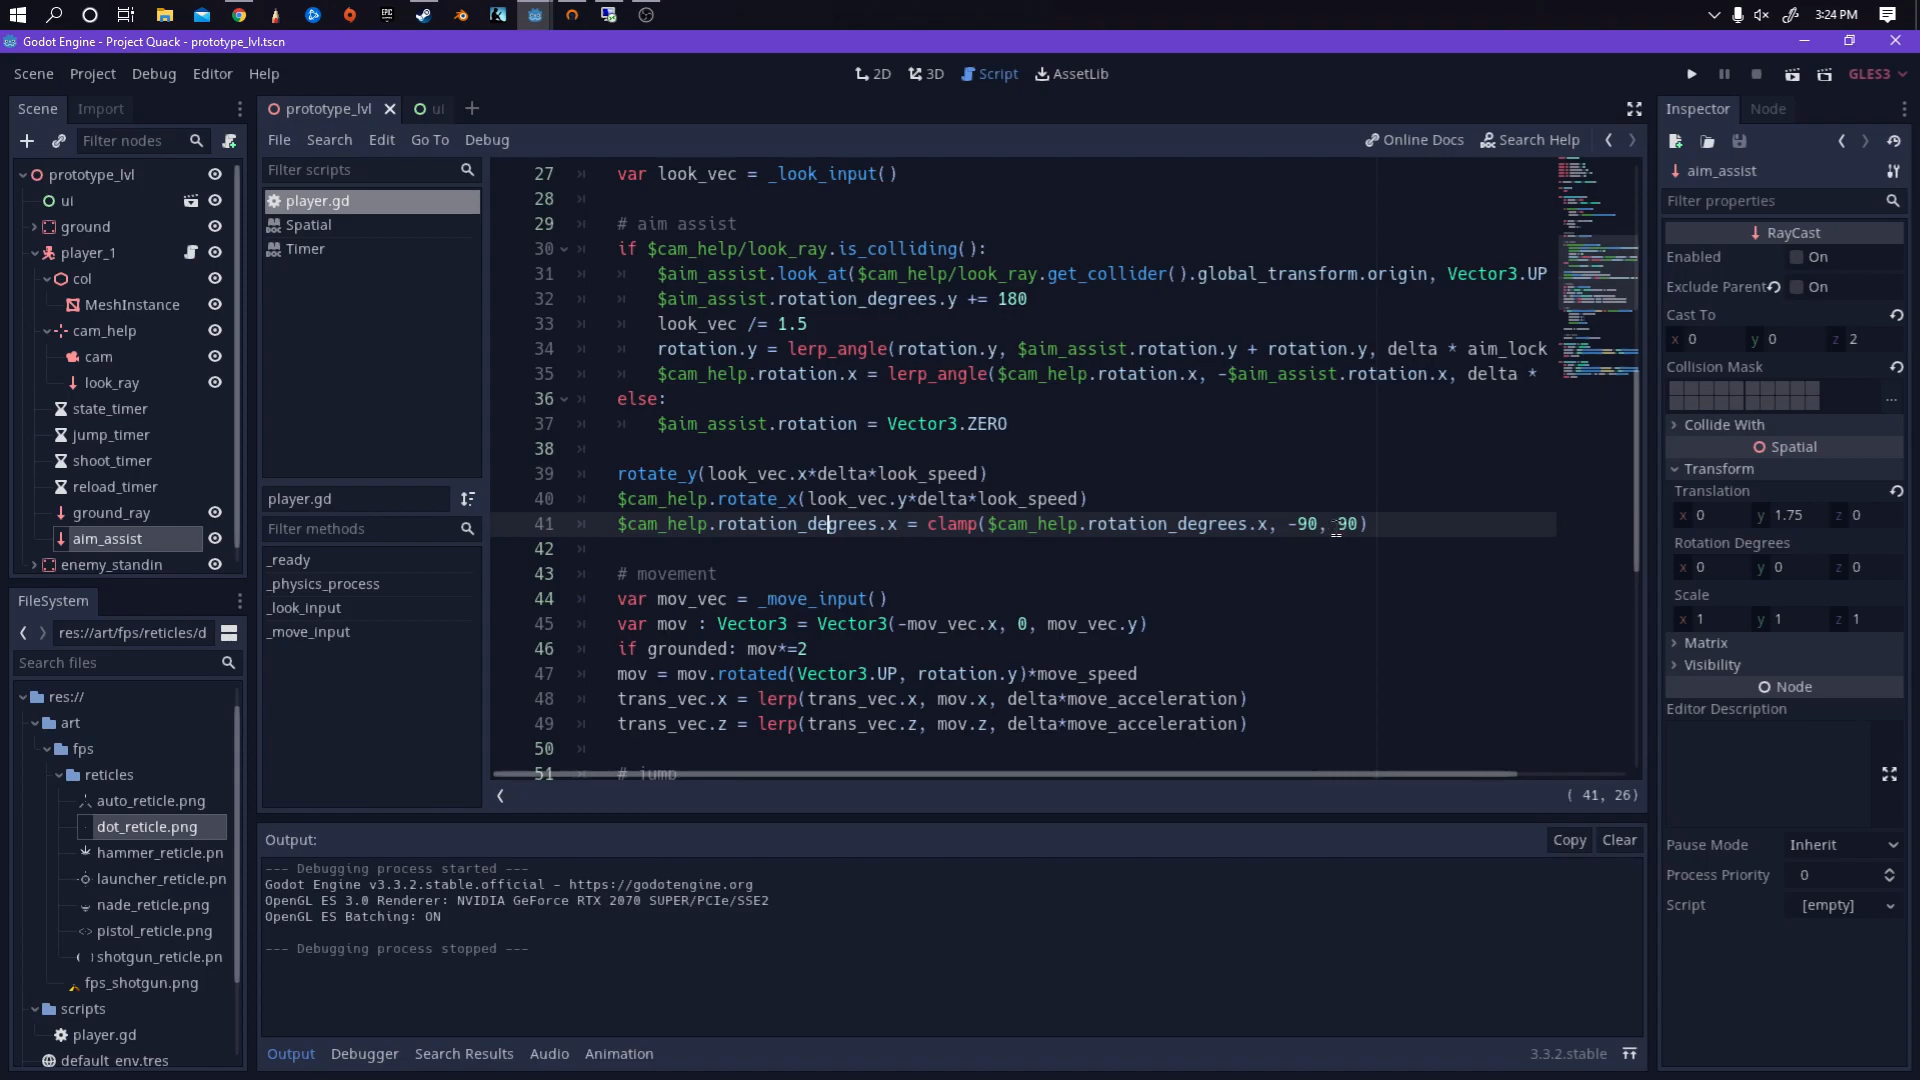 3:24 PM
Godot Engine - Project Quack - prototype_lvl.tscn
Scene Project Debug Editor Help
2D 3D Script AssetLib
GLES3
Scene Import
Filter nodes
prototype_lvl
ui
ground
player_1
col
MeshInstance
cam_help
cam
look_ray
state_timer
jump_timer
shoot_timer
reload_timer
ground_ray
aim_assist
enemy_standin
FileSystem
res://art/fps/reticles/d
Search files
res://
art
fps
reticles
auto_reticle.png
dot_reticle.png
hammer_reticle.pn
launcher_reticle.pn
nade_reticle.png
pistol_reticle.png
shotgun_reticle.pn
fps_shotgun.png
scripts
player.gd
default_env.tres
prototype_lvl ui
File Search Edit Go To Debug
Online Docs Search Help
Filter scripts
player.gd
Spatial
Timer
player.gd
Filter methods
_ready
_physics_process
_look_input
_move_input
27 var look_vec = _look_input()
28
29 # aim assist
30 if $cam_help/look_ray.is_colliding():
31 $aim_assist.look_at($cam_help/look_ray.get_collider().global_transform.origin, Vector3.UP
32 $aim_assist.rotation_degrees.y += 180
33 look_vec /= 1.5
34 rotation.y = lerp_angle(rotation.y, $aim_assist.rotation.y + rotation.y, delta * aim_lock
35 $cam_help.rotation.x = lerp_angle($cam_help.rotation.x, -$aim_assist.rotation.x, delta *
36 else:
37 $aim_assist.rotation = Vector3.ZERO
38
39 rotate_y(look_vec.x*delta*look_speed)
40 $cam_help.rotate_x(look_vec.y*delta*look_speed)
41 $cam_help.rotation_degrees.x = clamp($cam_help.rotation_degrees.x, -90, 90)
42
43 # movement
44 var mov_vec = _move_input()
45 var mov : Vector3 = Vector3(-mov_vec.x, 0, mov_vec.y)
46 if grounded: mov*=2
47 mov = mov.rotated(Vector3.UP, rotation.y)*move_speed
48 trans_vec.x = lerp(trans_vec.x, mov.x, delta*move_acceleration)
49 trans_vec.z = lerp(trans_vec.z, mov.z, delta*move_acceleration)
50
51 # jump
( 41, 26)
Output:
Copy Clear
--- Debugging process started ---
Godot Engine v3.3.2.stable.official - https://godotengine.org
OpenGL ES 3.0 Renderer: NVIDIA GeForce RTX 2070 SUPER/PCIe/SSE2
OpenGL ES Batching: ON
--- Debugging process stopped ---
Output Debugger Search Results Audio Animation
3.3.2.stable
Inspector Node
aim_assist
Filter properties
RayCast
Enabled On
Exclude Parent On
Cast To
x 0 y 0 z 2
Collision Mask
...
Collide With
Spatial
Transform
Translation
x 0 y 1.75 z 0
Rotation Degrees
x 0 y 0 z 0
Scale
x 1 y 1 z 1
Matrix
Visibility
Node
Editor Description
Pause Mode Inherit
Process Priority 0
Script [empty]